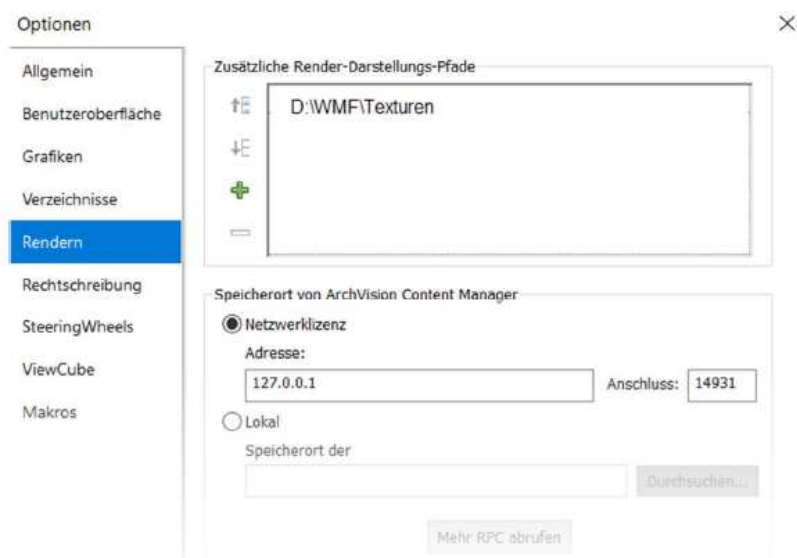 Optionen
Allgemein
Benutzeroberfläche
Grafiken
Verzeichnisse
Rendern
Rechtschreibung
SteeringWheels
ViewCube
Makros
Zusätzliche Render-Darstellungs-Pfade
D:\WMF\Texturen
Speicherort von ArchVision Content Manager
Netzwerklizenz
Adresse:
127.0.0.1 Anschluss: 14931
Lokal
Speicherort der
Durchsuchen...
Mehr RPC abrufen